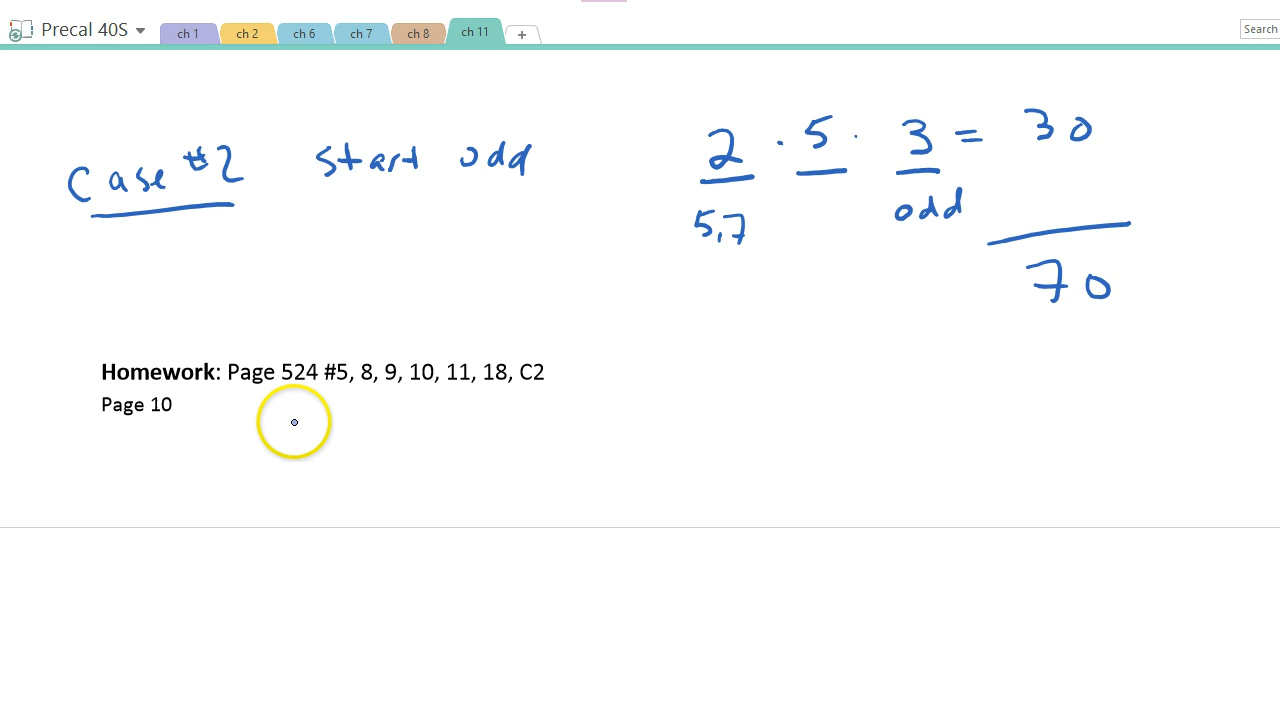 Precal 40S
ch 1 ch 2 ch 6 ch 7 ch 8 ch 11 +
Search
Case #2 start odd
2 · 5 · 3 = 30
5,7 odd
70
Homework: Page 524 #5, 8, 9, 10, 11, 18, C2
Page 10